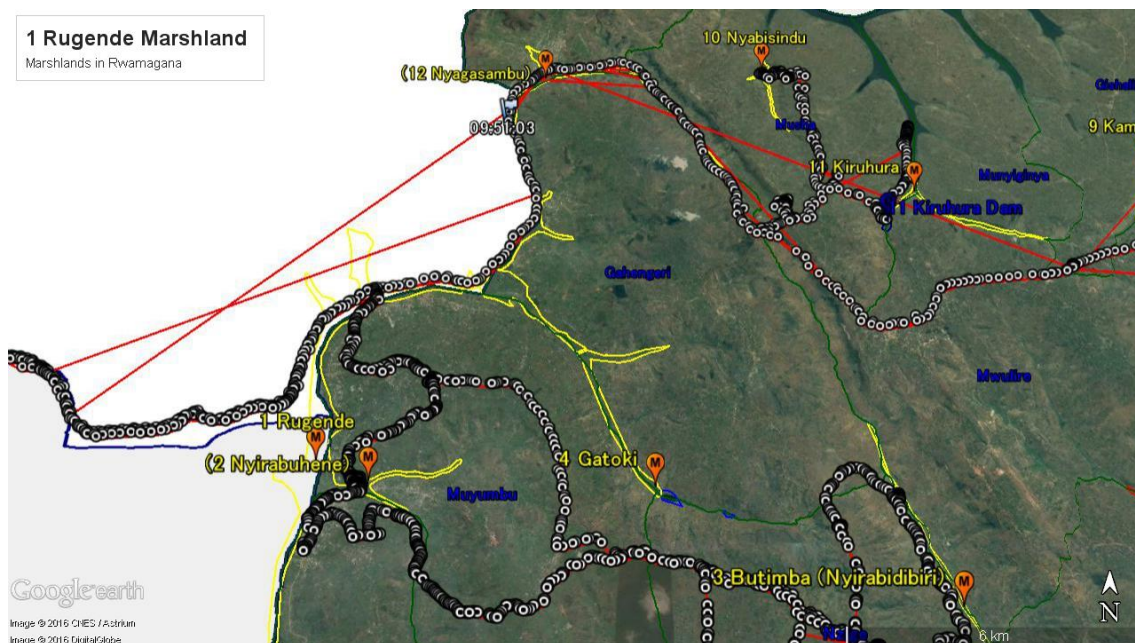 1 Rugende Marshland
Marshlands in Rwamagana
10 Nyabisindu
(12 Nyagasambu)
09:51:03
Musha
9 Kam
11 Kiruhura
Munyiginya
11 Kiruhura Dam
Gahengeri
Mwulire
1 Rugende
(2 Nyirabuhene)
4 Gatoki
Muyumbu
3 Butimba (Nyirabidibiri)
Google earth
N
Image © 2016 CNES / Astrium
Image © 2016 DigitalGlobe
6 km